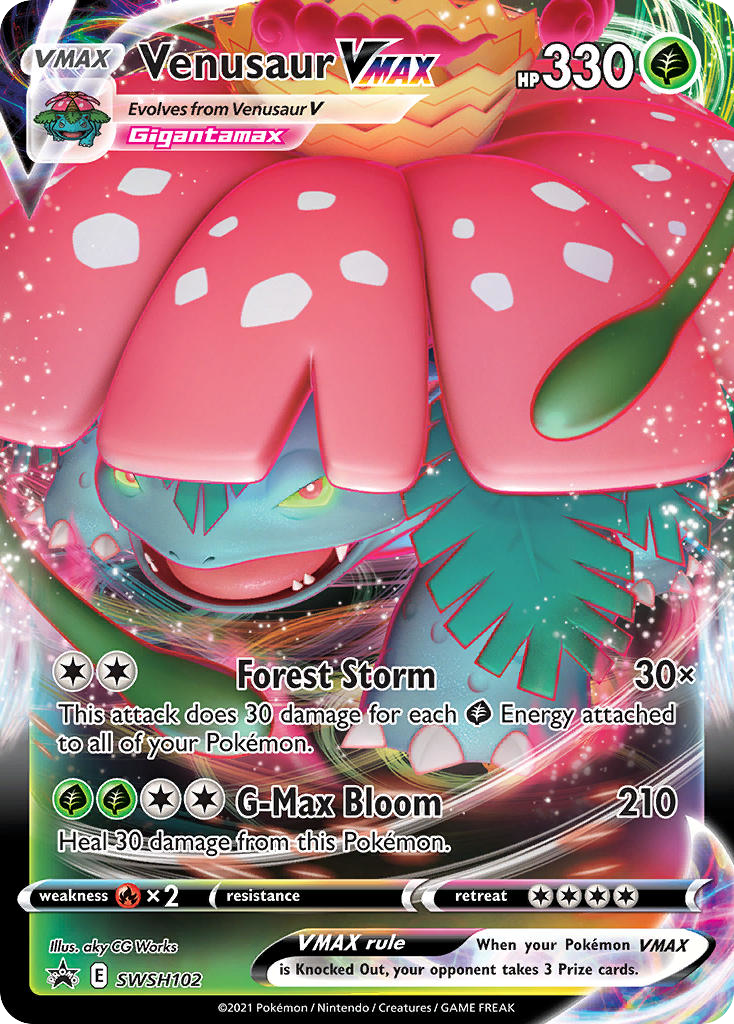 VMAX
Venusaur VMAX
HP 330
Evolves from Venusaur V
Gigantamax
Forest Storm 30×
This attack does 30 damage for each Energy attached
to all of your Pokémon.
G-Max Bloom 210
Heal 30 damage from this Pokémon.
weakness ×2 resistance retreat
Illus. aky CG Works
VMAX rule When your Pokémon VMAX
is Knocked Out, your opponent takes 3 Prize cards.
E SWSH102
©2021 Pokémon / Nintendo / Creatures / GAME FREAK